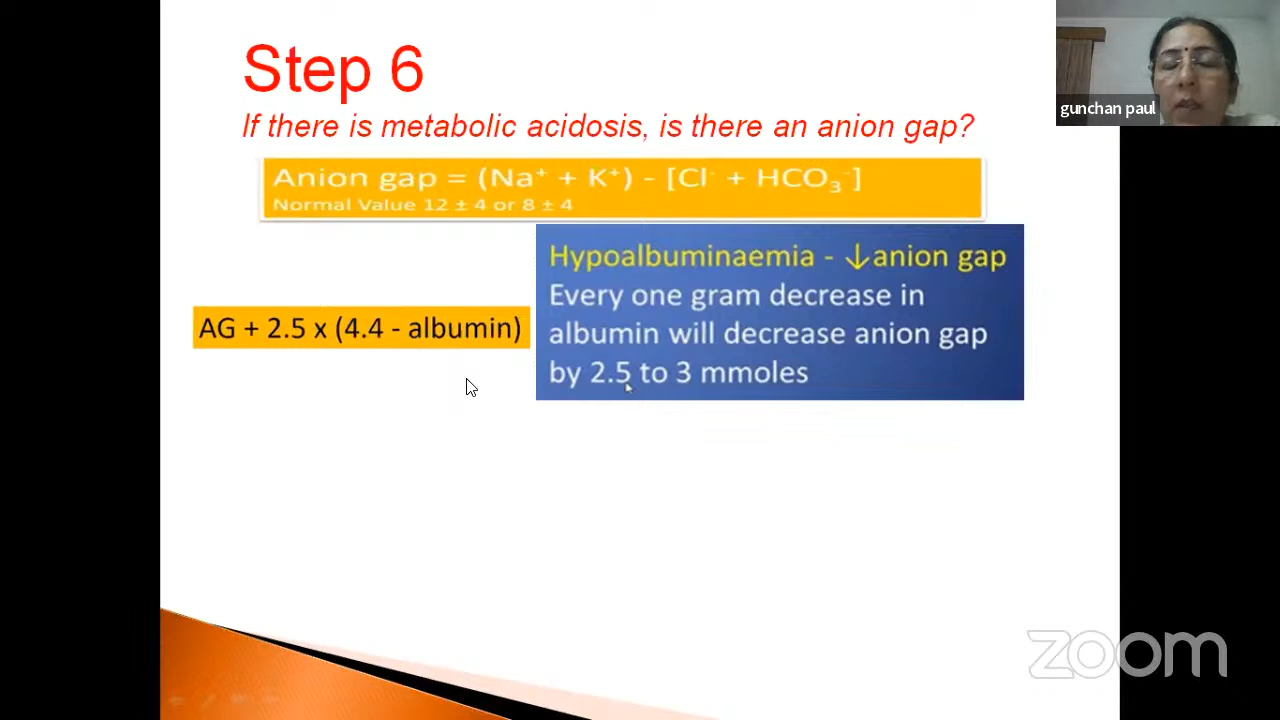 Step 6
If there is metabolic acidosis, is there an anion gap?
Anion gap = (Na⁺ + K⁺) - [Cl⁻ + HCO₃⁻]
Normal Value 12 ± 4 or 8 ± 4
Hypoalbuminaemia - ↓anion gap
Every one gram decrease in
albumin will decrease anion gap
by 2.5 to 3 mmoles
AG + 2.5 x (4.4 - albumin)
gunchan paul
zoom